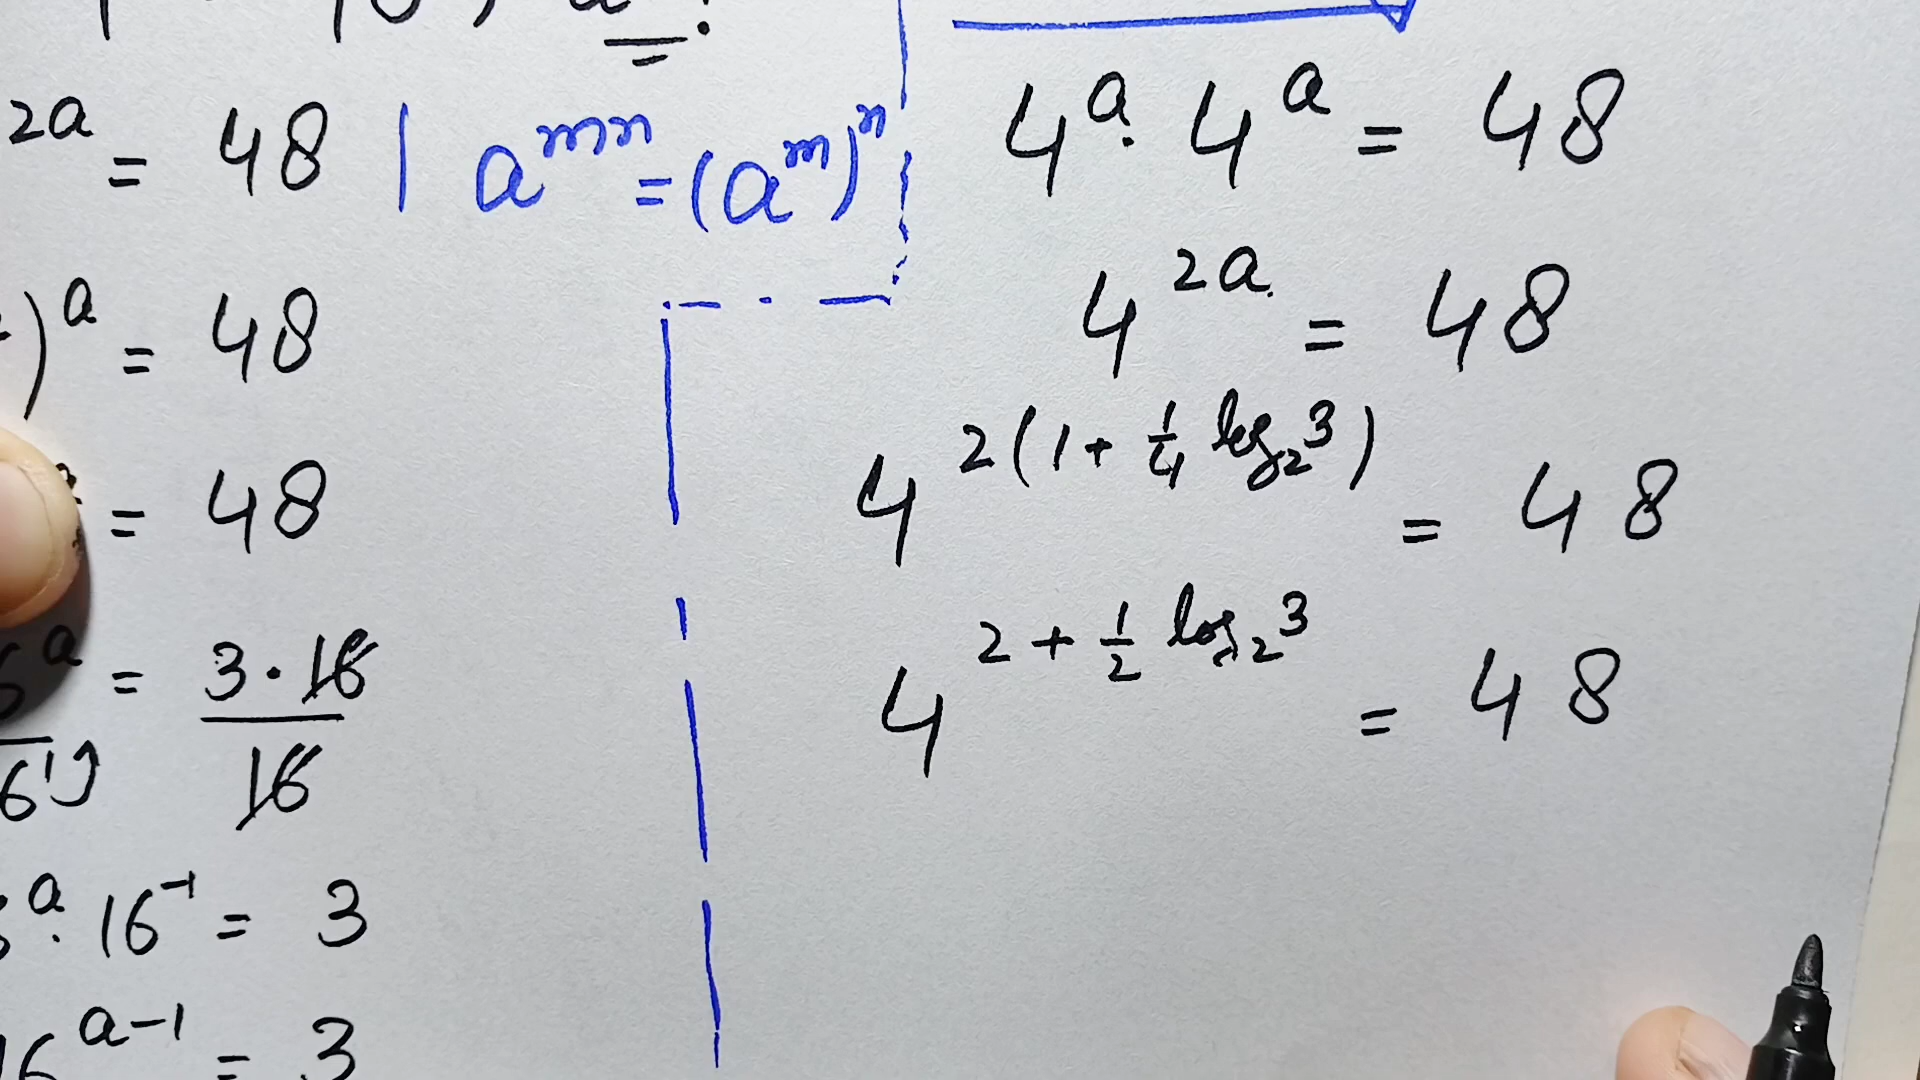 2a = 48 | a^{mn} = (a^m)^n
)^a = 48
= 48
6^a = 3 · 16
16
a · 16^{-1} = 3
16^{a-1} = 3
4^a · 4^a = 48
4^{2a} = 48
4^{2(1 + 1/4 log_2 3)} = 48
4^{2 + 1/2 log_2 3} = 48